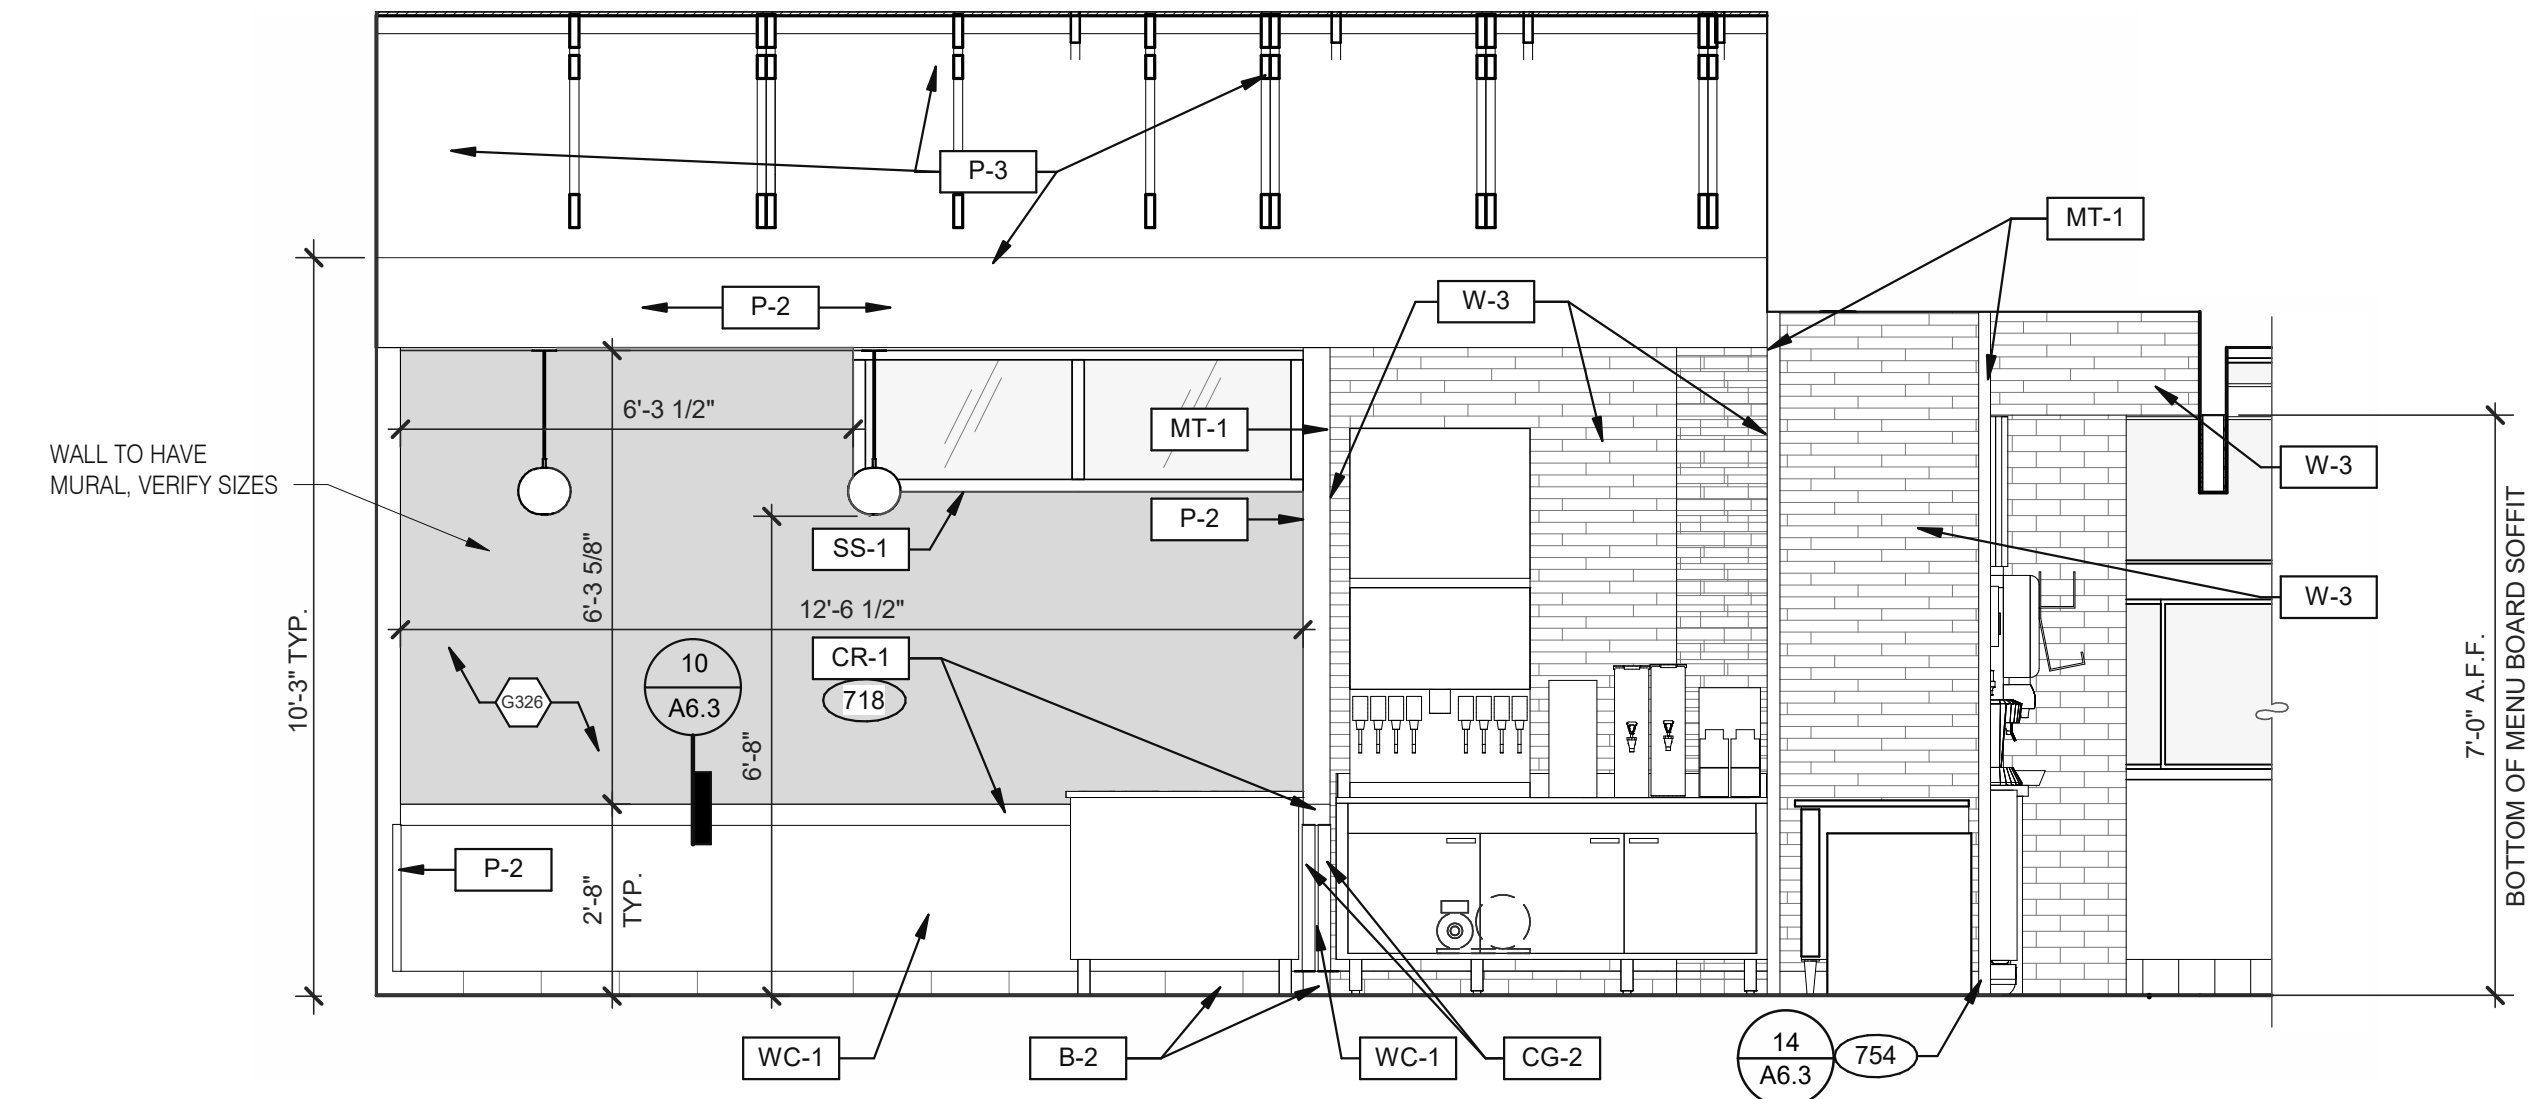 P-3
MT-1
P-2
W-3
6'-3 1/2"
MT-1
WALL TO HAVE
MURAL, VERIFY SIZES
W-3
P-2
SS-1
6'-3 5/8"
12'-6 1/2"
W-3
10'-3" TYP.
CR-1
10
A6.3
718
G326
6'-8"
7'-0" A.F.F.
BOTTOM OF MENU BOARD SOFFIT
P-2
2'-8"
TYP.
WC-1
B-2
WC-1
CG-2
14
A6.3
754